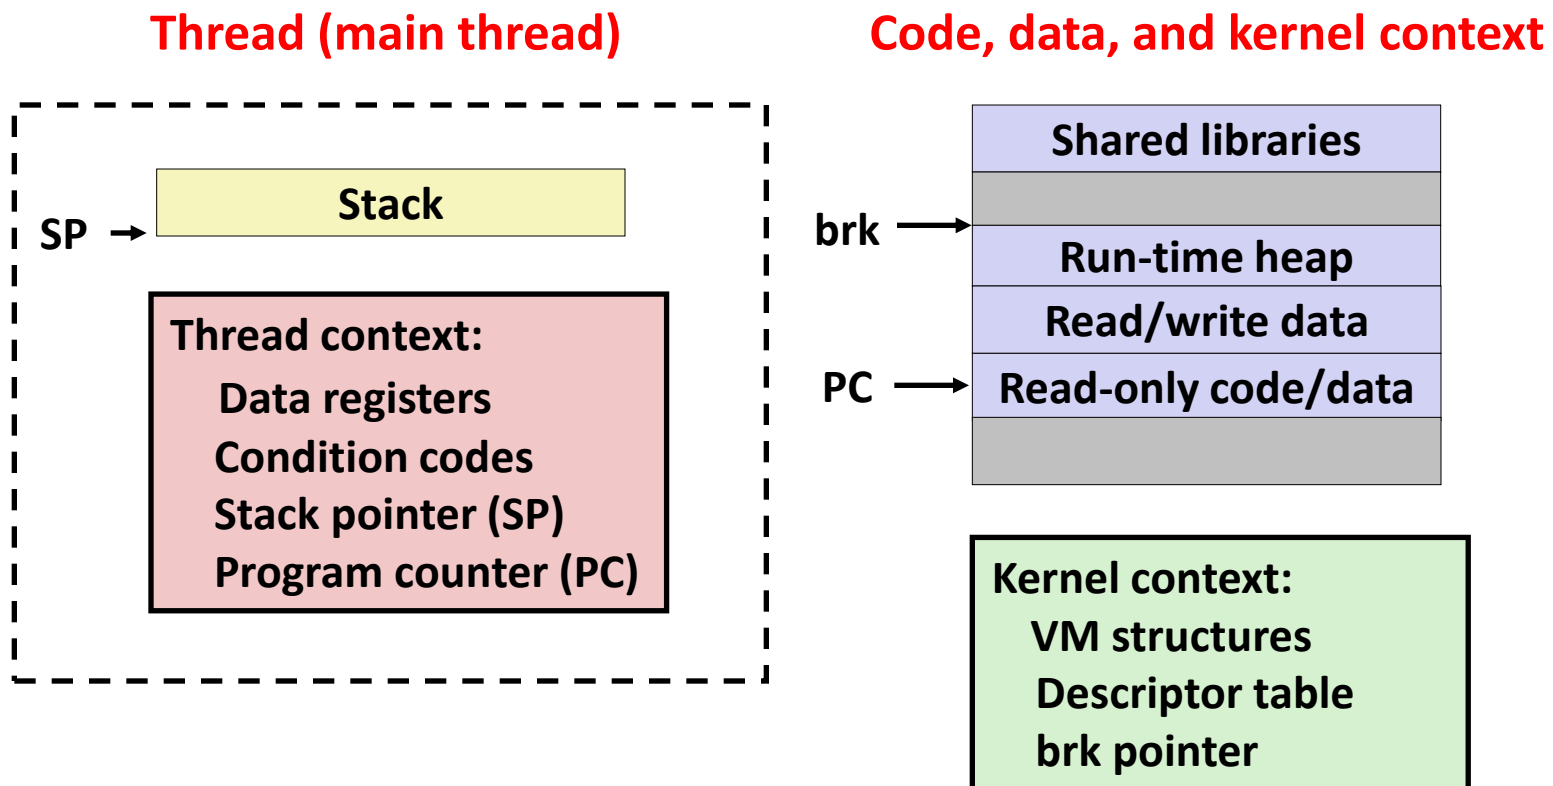 Thread (main thread)
Stack
SP
Thread context:
Data registers
Condition codes
Stack pointer (SP)
Program counter (PC)
Code, data, and kernel context
Shared libraries
brk
Run-time heap
Read/write data
PC
Read-only code/data
Kernel context:
VM structures
Descriptor table
brk pointer